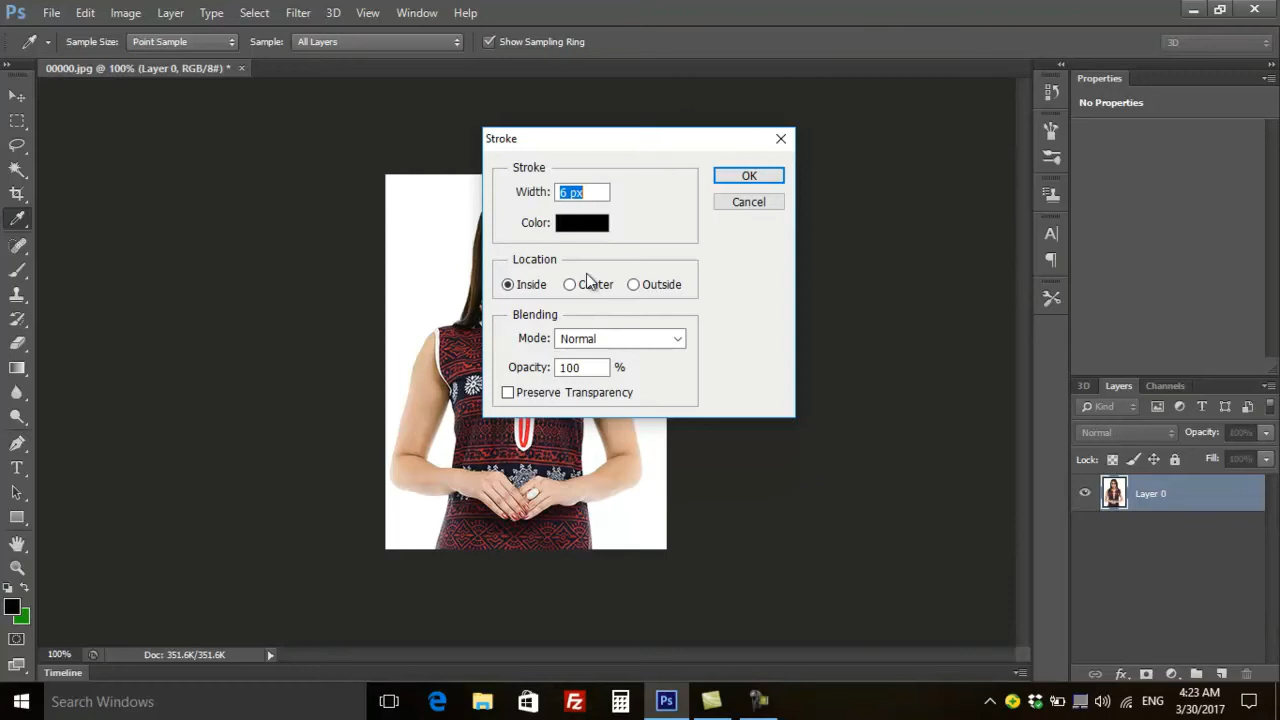 Ps File Edit Image Layer Type Select Filter 3D View Window Help
Sample Size: Point Sample Sample: All Layers Show Sampling Ring 3D
00000.jpg @ 100% (Layer 0, RGB/8#) * ×
Properties
No Properties
Stroke
Stroke
Width: 6 px
Color:
OK
Cancel
Location
Inside Center Outside
Blending
Mode: Normal
Opacity: 100 %
Preserve Transparency
3D Layers Channels
Kind
Normal Opacity: 100%
Lock: Fill: 100%
Layer 0
100% Doc: 351.6K/351.6K
Timeline
Search Windows
ENG
4:23 AM
3/30/2017